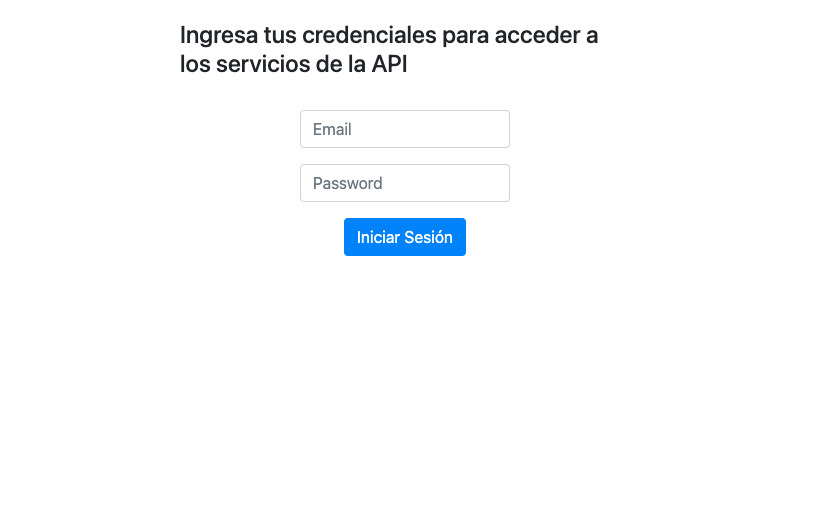 Ingresa tus credenciales para acceder a
los servicios de la API
Email
Password
Iniciar Sesión